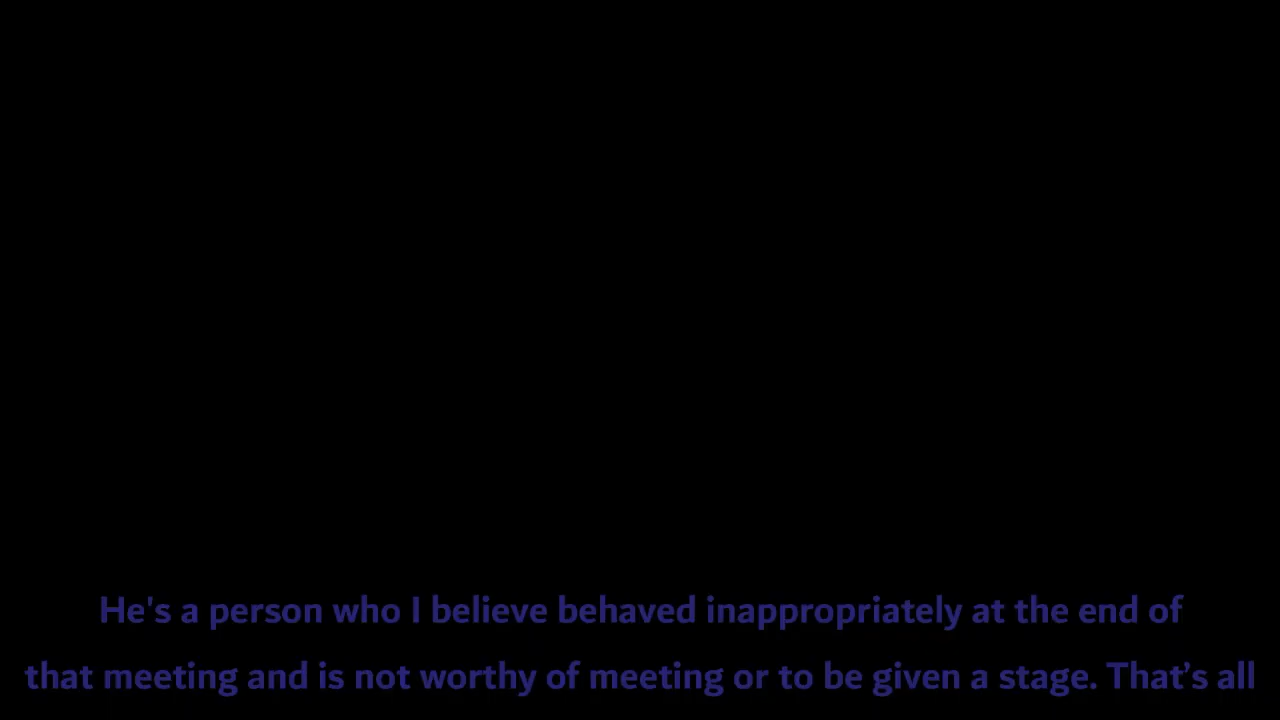 He's a person who I believe behaved inappropriately at the end of
that meeting and is not worthy of meeting or to be given a stage. That’s all